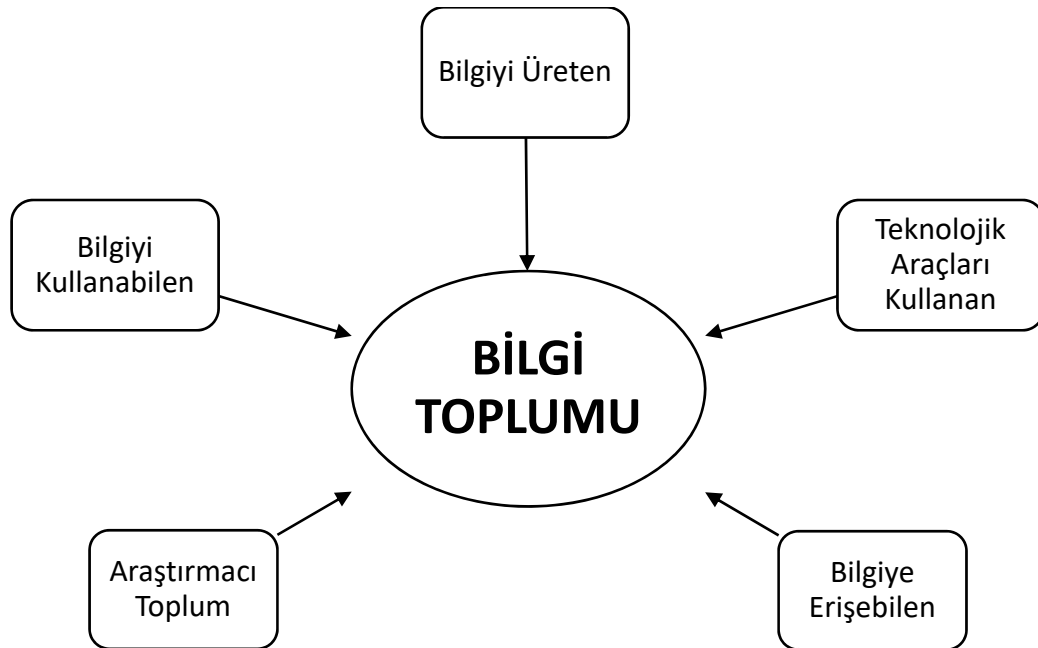 Bilgiyi Üreten
Bilgiyi
Kullanabilen
Teknolojik
Araçları
Kullanan
BİLGİ
TOPLUMU
Araştırmacı
Toplum
Bilgiye
Erişebilen